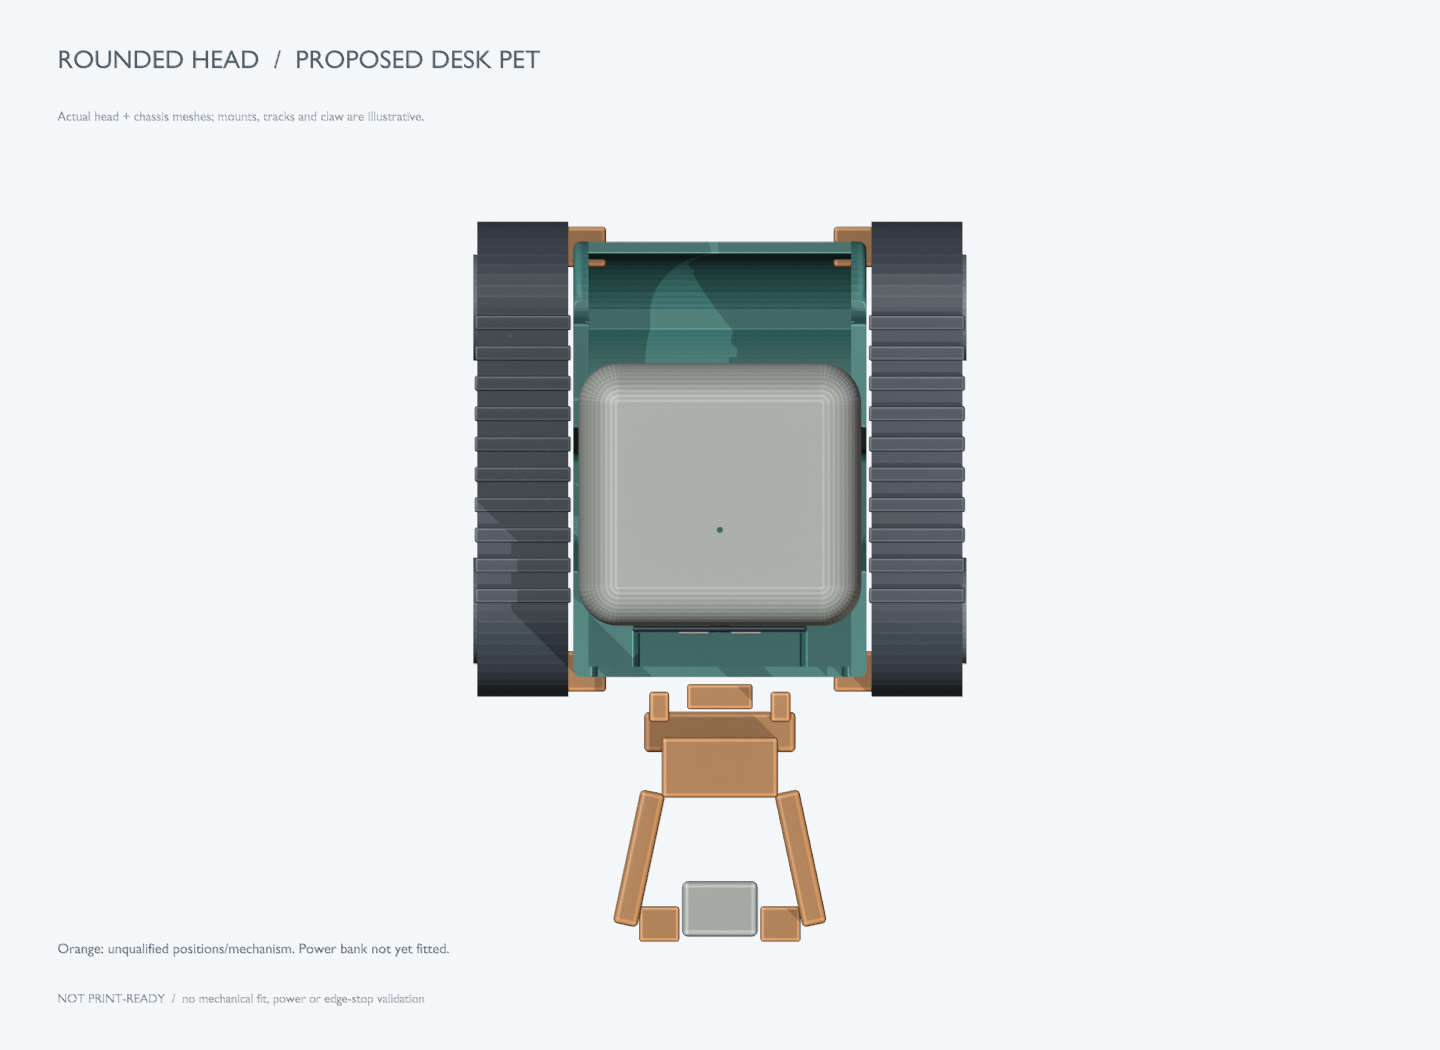 ROUNDED HEAD / PROPOSED DESK PET
Actual head + chassis meshes; mounts, tracks and claw are illustrative.
Orange: unqualified positions/mechanism. Power bank not yet fitted.
NOT PRINT-READY / no mechanical fit, power or edge-stop validation